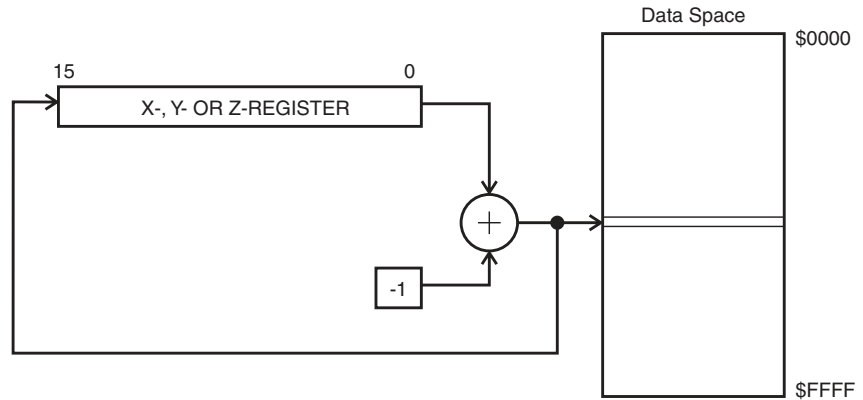 Data Space
$0000
15 0
X-, Y- OR Z-REGISTER
+
-1
$FFFF